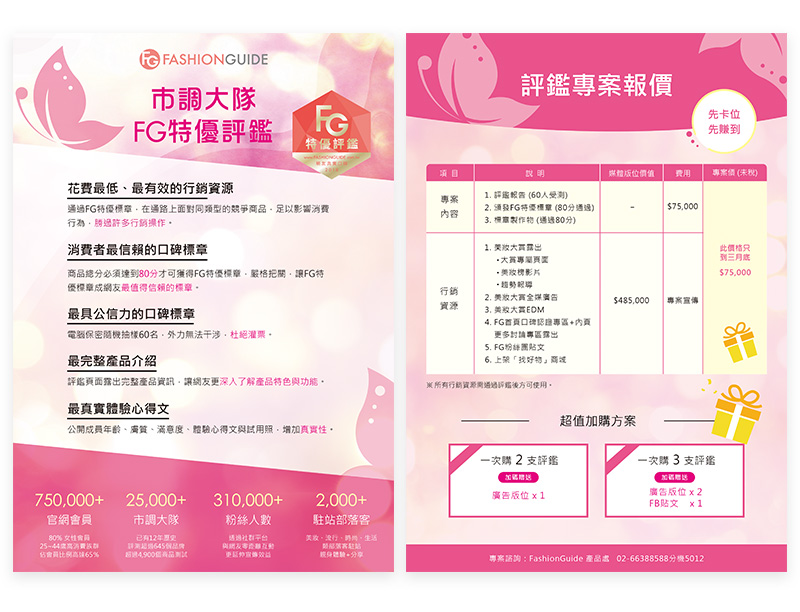 FG FASHIONGUIDE
市調大隊
FG特優評鑑
FG
特優評鑑
FASHIONGUIDE
花費最低、最有效的行銷資源
通過FG特優標章，在通路上面對同類型的競爭商品，足以影響消費
行為，勝過許多行銷操作。
消費者最信賴的口碑標章
商品總分必須達到80分才可獲得FG特優標章，嚴格把關，讓FG特
優標章成網友最值得信賴的標章。
最具公信力的口碑標章
電腦保密隨機抽樣60名，外力無法干涉，杜絕灌票。
最完整產品介紹
評鑑頁面露出完整產品資訊，讓網友更深入了解產品特色與功能。
最真實體驗心得文
公開成員年齡、膚質、滿意度、體驗心得文與試用照，增加真實性。
750,000+
官網會員
80% 女性會員
25~44歲高消費族群
佔會員比例高達65%
25,000+
市調大隊
已有12年歷史
評測超過645個品牌
超過4,900個商品測試
310,000+
粉絲人數
透過社群平台
與網友零距離互動
更延伸宣傳效益
2,000+
駐站部落客
美妝、流行、時尚、生活
類部落客駐站
親身體驗+分享
評鑑專案報價
先卡位
先賺到
項 目
說 明
媒體版位價值
費用
專案價 (未稅)
專案
內容
1. 評鑑報告 (60人受測)
2. 頒發FG特優標章 (80分通過)
3. 標章製作物 (通過80分)
–
$75,000
行銷
資源
1. 美妝大賞露出
•大賞專屬頁面
•美妝榜影片
•趨勢報導
2. 美妝大賞全媒廣告
3. 美妝大賞EDM
4. FG首頁口碑認證專區+內頁
更多討論專區露出
5. FG粉絲團貼文
6. 上架「找好物」商城
$485,000
專案宣傳
此價格只
到三月底
$75,000
※ 所有行銷資源需通過評鑑後方可使用。
超值加購方案
一次購 2 支評鑑
加碼贈送
廣告版位 x 1
一次購 3 支評鑑
加碼贈送
廣告版位 x 2
FB貼文 x 1
專案諮詢：FashionGuide 產品處 02-66388588分機5012